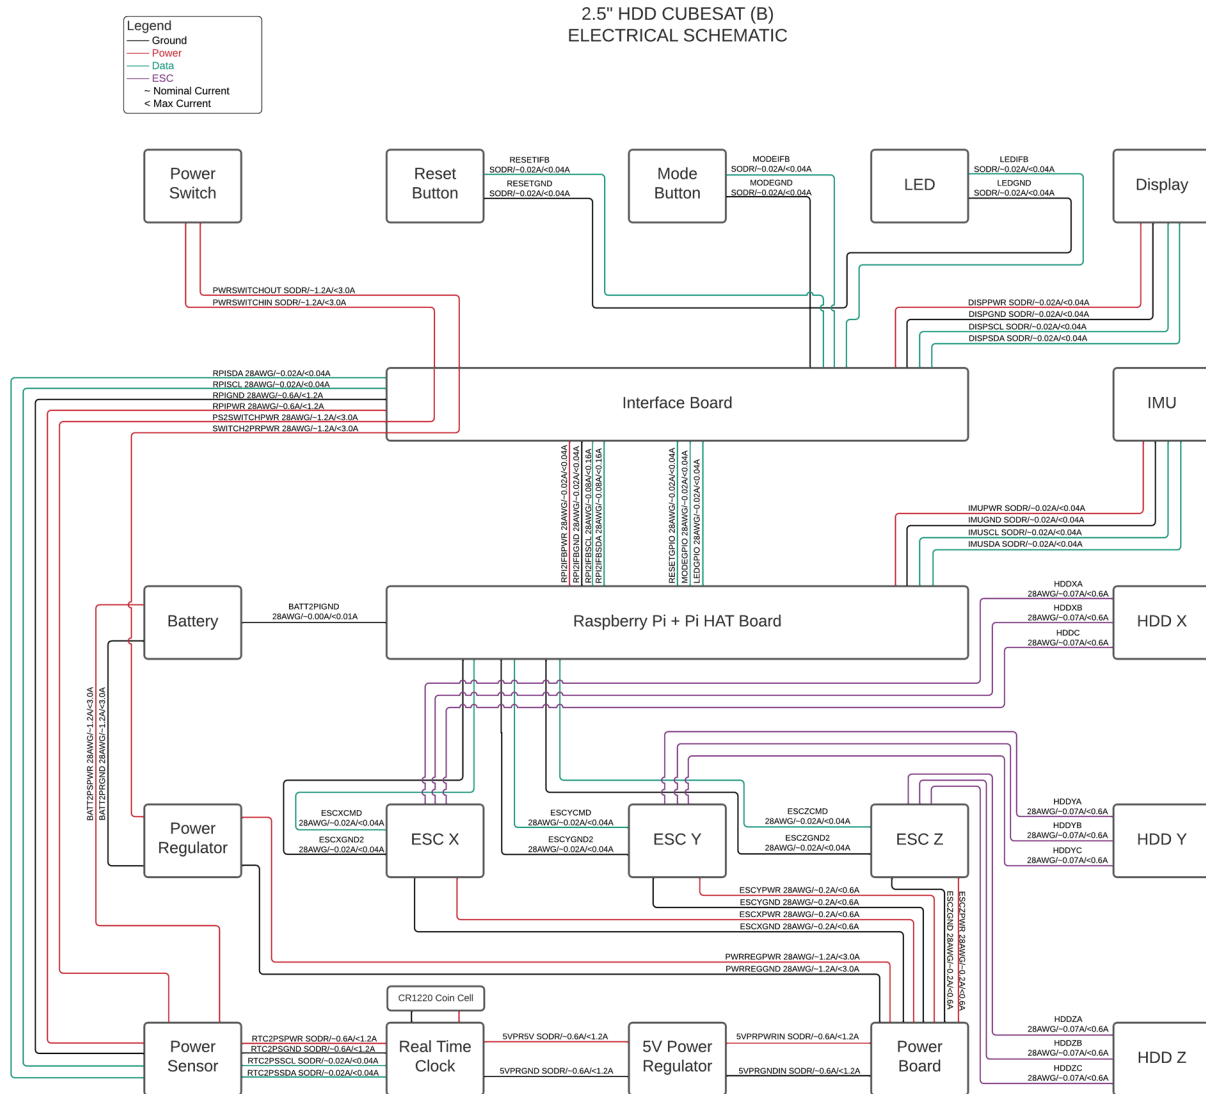 2.5" HDD CUBESAT (B)
ELECTRICAL SCHEMATIC
Legend
Ground
Power
Data
ESC
~ Nominal Current
< Max Current
Power
Switch
Reset
Button
RESETIFB
SODR/~0.02A/<0.04A
RESETGND
SODR/~0.02A/<0.04A
Mode
Button
MODEIFB
SODR/~0.02A/<0.04A
MODEGND
SODR/~0.02A/<0.04A
LED
LEDIFB
SODR/~0.02A/<0.04A
LEDGND
SODR/~0.02A/<0.04A
Display
PWRSWITCHOUT SODR/~1.2A/<3.0A
PWRSWITCHIN SODR/~1.2A/<3.0A
DISPPWR SODR/~0.02A/<0.04A
DISPGND SODR/~0.02A/<0.04A
DISPSCL SODR/~0.02A/<0.04A
DISPSDA SODR/~0.02A/<0.04A
RPISDA 28AWG/~0.02A/<0.04A
RPISCL 28AWG/~0.02A/<0.04A
RPIGND 28AWG/~0.6A/<1.2A
RPIPWR 28AWG/~0.6A/<1.2A
PS2SWITCHPWR 28AWG/~1.2A/<3.0A
SWITCH2PRPWR 28AWG/~1.2A/<3.0A
Interface Board
IMU
RPI2IFBPWR 28AWG/~0.02A/<0.04A
RPI2IFBGND 28AWG/~0.02A/<0.04A
RPI2IFBSCL 28AWG/~0.08A/<0.16A
RPI2IFBSDA 28AWG/~0.08A/<0.16A
RESETGPIO 28AWG/~0.02A/<0.04A
MODEGPIO 28AWG/~0.02A/<0.04A
LEDGPIO 28AWG/~0.02A/<0.04A
IMUPWR SODR/~0.02A/<0.04A
IMUGND SODR/~0.02A/<0.04A
IMUSCL SODR/~0.02A/<0.04A
IMUSDA SODR/~0.02A/<0.04A
Battery
BATT2PIGND
28AWG/~0.00A/<0.01A
Raspberry Pi + Pi HAT Board
HDDXA
28AWG/~0.07A/<0.6A
HDDXB
28AWG/~0.07A/<0.6A
HDDC
28AWG/~0.07A/<0.6A
HDD X
BATT2PSPWR 28AWG/~1.2A/<3.0A
BATT2PRGND 28AWG/~1.2A/<3.0A
Power
Regulator
ESCXCMD
28AWG/~0.02A/<0.04A
ESCXGND2
28AWG/~0.02A/<0.04A
ESC X
ESCYCMD
28AWG/~0.02A/<0.04A
ESCYGND2
28AWG/~0.02A/<0.04A
ESC Y
ESCZCMD
28AWG/~0.02A/<0.04A
ESCZGND2
28AWG/~0.02A/<0.04A
ESC Z
HDDYA
28AWG/~0.07A/<0.6A
HDDYB
28AWG/~0.07A/<0.6A
HDDYC
28AWG/~0.07A/<0.6A
HDD Y
ESCYPWR 28AWG/~0.2A/<0.6A
ESCYGND 28AWG/~0.2A/<0.6A
ESCXPWR 28AWG/~0.2A/<0.6A
ESCXGND 28AWG/~0.2A/<0.6A
ESCZGND 28AWG/~0.2A/<0.6A
ESCZPWR 28AWG/~0.2A/<0.6A
PWRREGPWR 28AWG/~1.2A/<3.0A
PWRREGGND 28AWG/~1.2A/<3.0A
CR1220 Coin Cell
Power
Sensor
RTC2PSPWR SODR/~0.6A/<1.2A
RTC2PSGND SODR/~0.6A/<1.2A
RTC2PSSCL SODR/~0.02A/<0.04A
RTC2PSSDA SODR/~0.02A/<0.04A
Real Time
Clock
5VPR5V SODR/~0.6A/<1.2A
5VPRGND SODR/~0.6A/<1.2A
5V Power
Regulator
5VPRPWRIN SODR/~0.6A/<1.2A
5VPRGNDIN SODR/~0.6A/<1.2A
Power
Board
HDDZA
28AWG/~0.07A/<0.6A
HDDZB
28AWG/~0.07A/<0.6A
HDDZC
28AWG/~0.07A/<0.6A
HDD Z